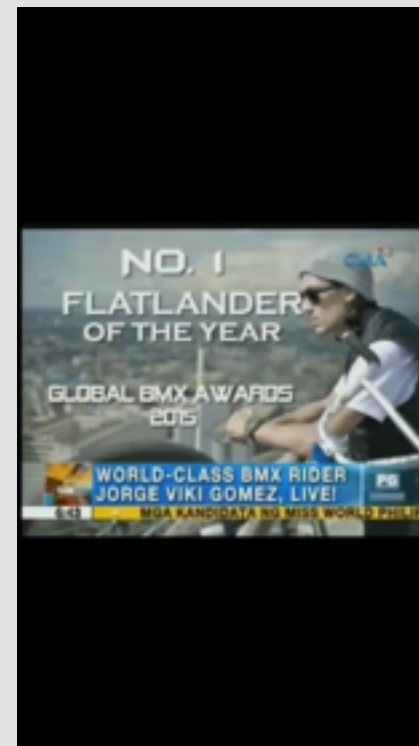 NO. 1
GMA
FLATLANDER
OF THE YEAR
GLOBAL BMX AWARDS
2015
WORLD-CLASS BMX RIDER
JORGE VIKI GOMEZ, LIVE!
PG
6:43
MGA KANDIDATA NG MISS WORLD PHILIP